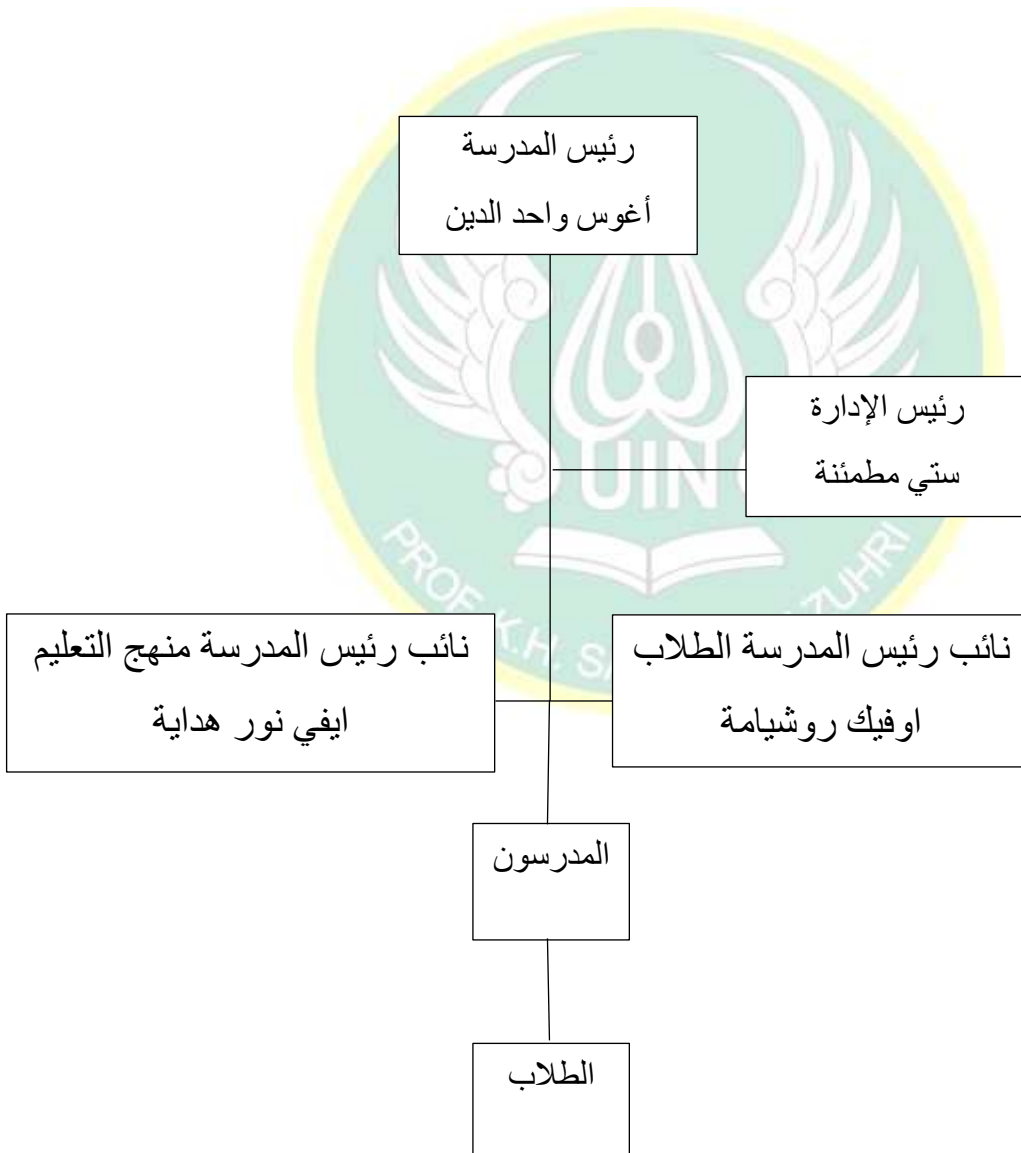 رئيس المدرسة
أغوس واحد الدين
رئيس الإدارة
ستي مطمئنة
نائب رئيس المدرسة الطلاب
اوفيك روشيامة
نائب رئيس المدرسة منهج التعليم
ايفي نور هداية
المدرسون
الطلاب
UIN
PROF. K.H. ZUHRI